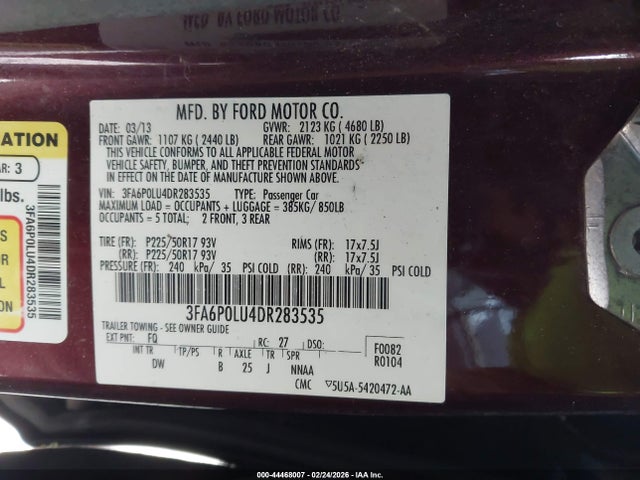 WED BY FORD MOTOR CO
MFD. BY FORD MOTOR CO.
DATE: 03/13 GVWR: 2123 KG (4680 LB)
FRONT GAWR: 1107 KG (2440 LB) REAR GAWR: 1021 KG (2250 LB)
THIS VEHICLE CONFORMS TO ALL APPLICABLE FEDERAL MOTOR
VEHICLE SAFETY, BUMPER, AND THEFT PREVENTION STANDARDS
IN EFFECT ON THE DATE OF MANUFACTURE SHOWN ABOVE.
VIN: 3FA6P0LU4DR283535 TYPE: Passenger Car
MAXIMUM LOAD = OCCUPANTS + LUGGAGE = 385KG/850LB
OCCUPANTS = 5 TOTAL; 2 FRONT, 3 REAR
TIRE (FR): P225/50R17 93V RIMS (FR): 17x7.5J
(RR): P225/50R17 93V (RR): 17x7.5J
PRESSURE (FR): 240 kPa/ 35 PSI COLD (RR): 240 kPa/ 35 PSI COLD
3FA6P0LU4DR283535
TRAILER TOWING - SEE OWNER GUIDE
EXT PNT: FQ RC: 27 DSO: F0082
INT TR TP/PS R AXLE TR SPR R0104
DW B 25 J NNAA
CMC 5U5A-5420472-AA
ATION
AR: 3
lbs.
3FA6P0LU4DR283535
S
R
L
000-44468007 - 02/24/2026 - IAA Inc.